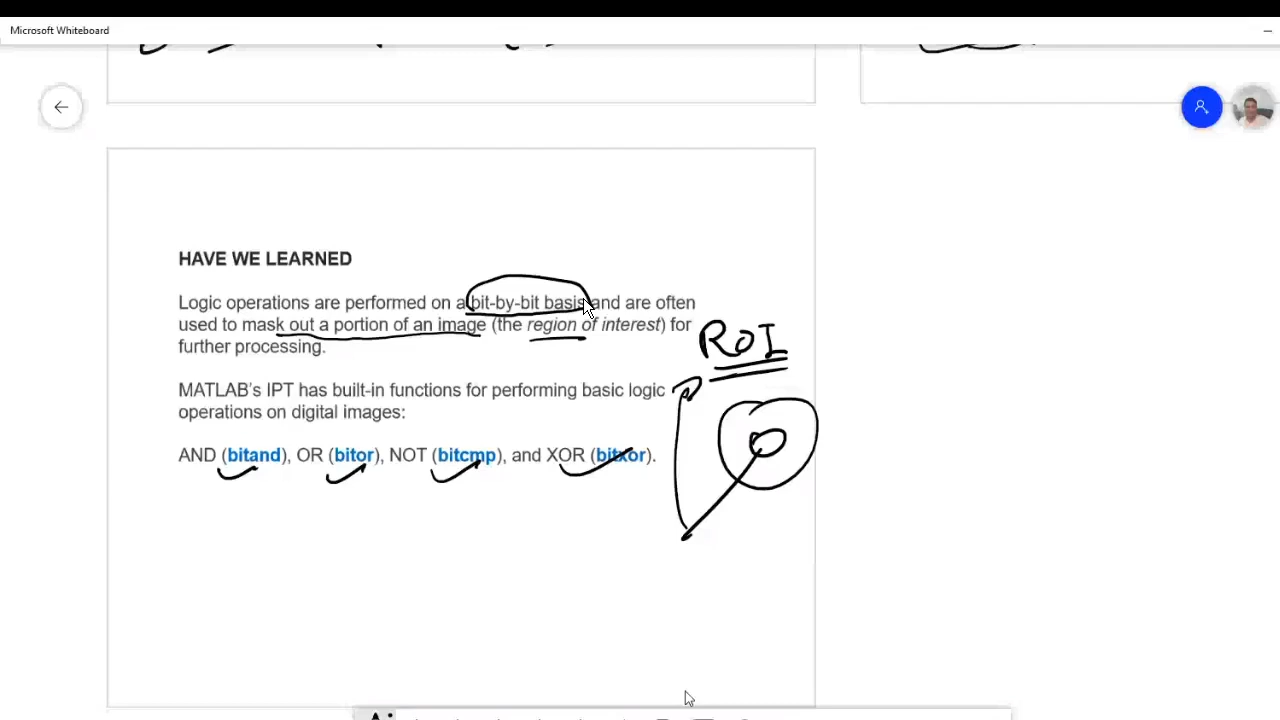 Microsoft Whiteboard
HAVE WE LEARNED
Logic operations are performed on a bit-by-bit basis and are often
used to mask out a portion of an image (the region of interest) for
further processing.
ROI
MATLAB's IPT has built-in functions for performing basic logic
operations on digital images:
AND (bitand), OR (bitor), NOT (bitcmp), and XOR (bitxor).